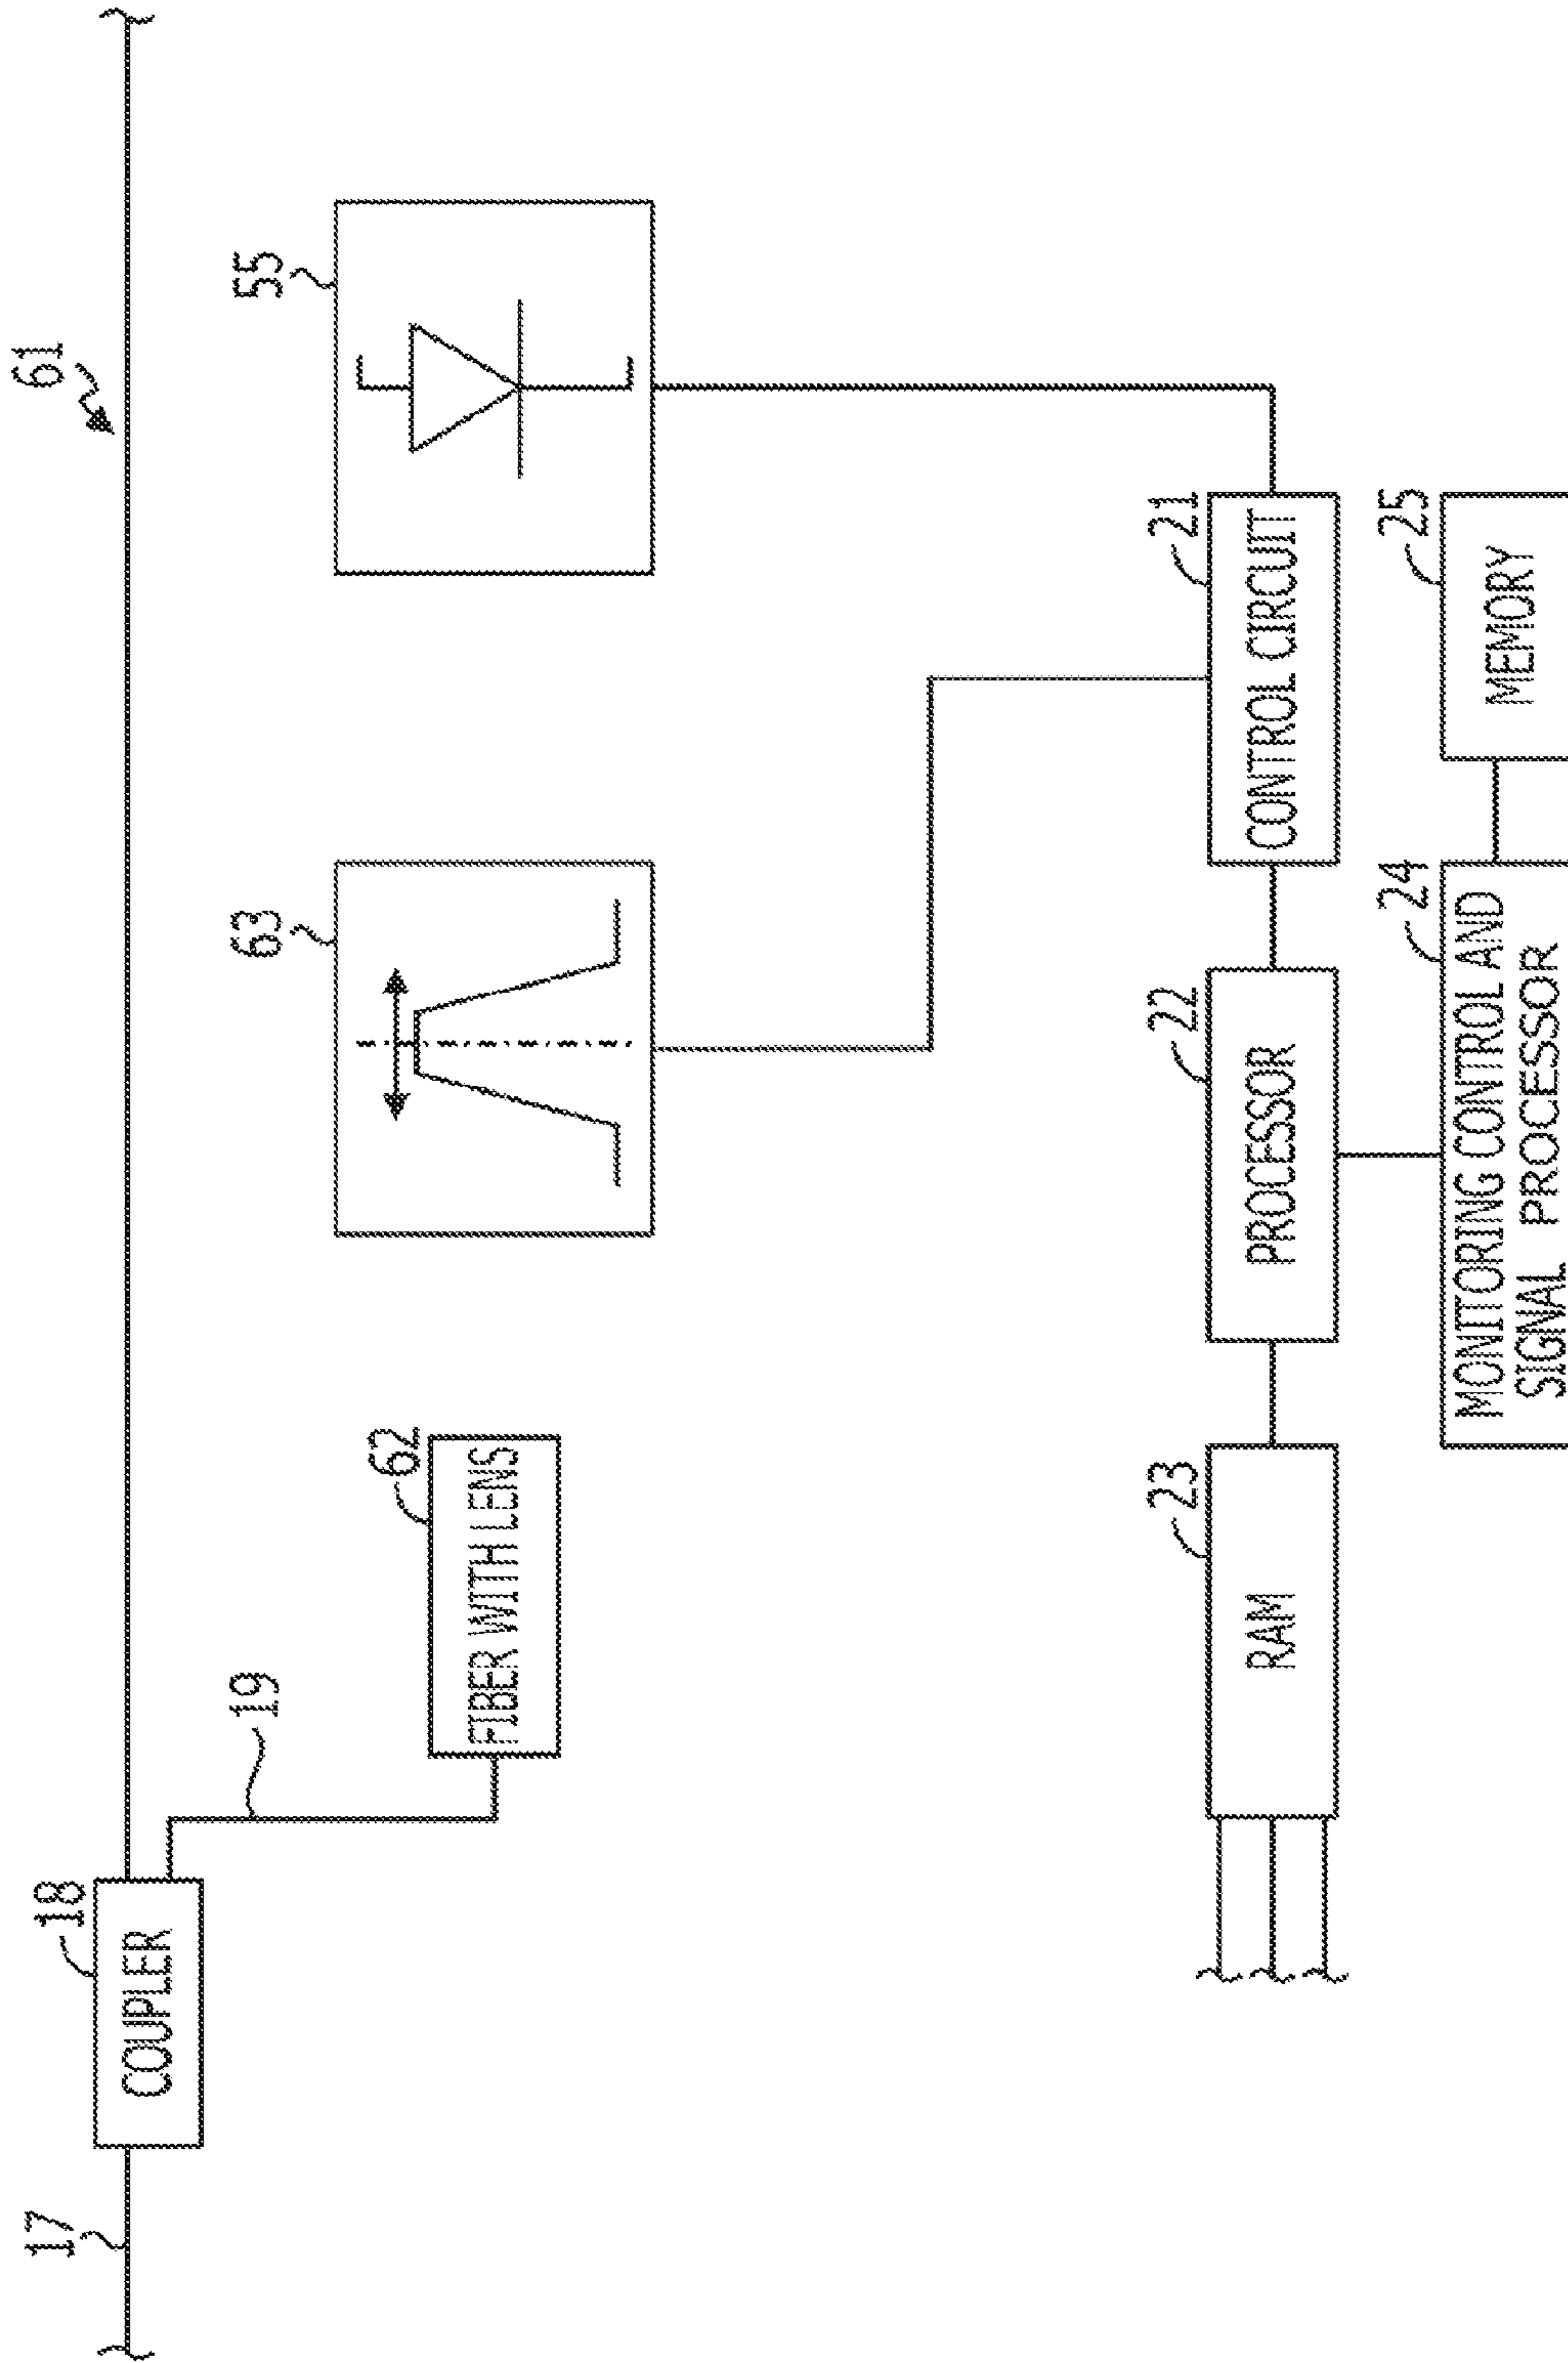 61
17
18
COUPLER
19
62
FIBER WITH LENS
63
55
23
RAM
22
PROCESSOR
21
CONTROL CIRCUIT
24
MONITORING CONTROL AND
SIGNAL PROCESSOR
25
MEMORY